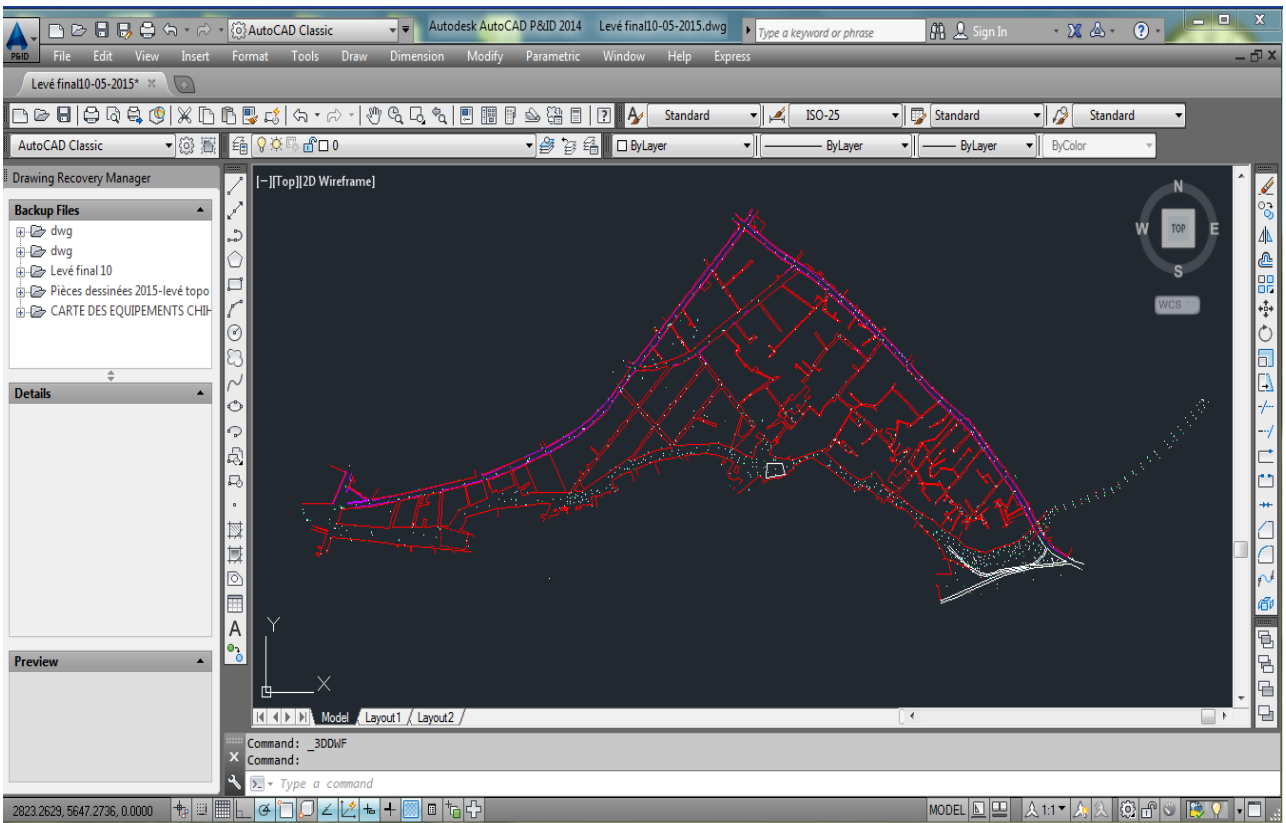 AutoCAD Classic
Autodesk AutoCAD P&ID 2014 Levé final10-05-2015.dwg
Type a keyword or phrase
Sign In
P&ID
File Edit View Insert Format Tools Draw Dimension Modify Parametric Window Help Express
Levé final10-05-2015*
Standard ISO-25 Standard Standard
AutoCAD Classic 0 ByLayer ByLayer ByLayer ByColor
Drawing Recovery Manager
[−][Top][2D Wireframe]
Backup Files
dwg
dwg
Levé final 10
Pièces dessinées 2015-levé topo
CARTE DES EQUIPEMENTS CHIH
N
W TOP E
S
WCS
Details
Preview
A
Y
X
Model Layout1 Layout2
Command: _3DDWF
Command:
Type a command
2823.2629, 5647.2736, 0.0000
MODEL 1:1